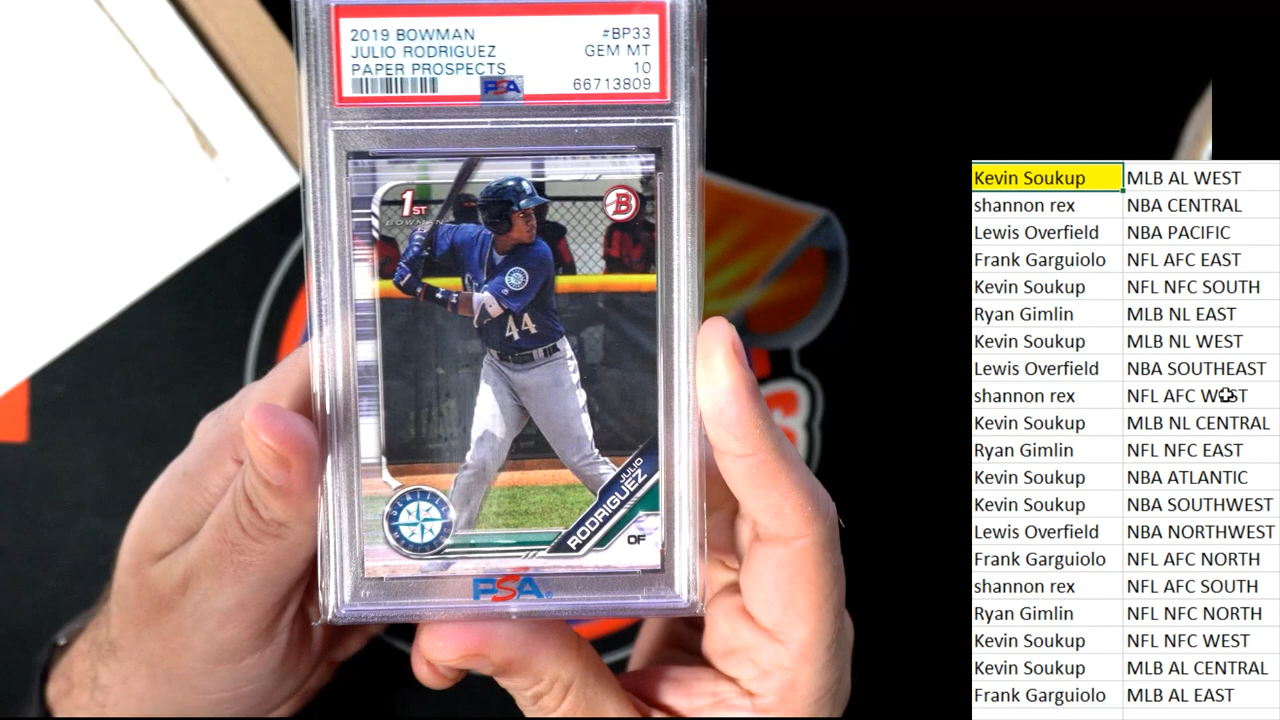 2019 BOWMAN #BP33
JULIO RODRIGUEZ GEM MT
PAPER PROSPECTS 10
PSA 66713809
1ST
BOWMAN
B
44
SEATTLE
MARINERS
JULIO
RODRIGUEZ
OF
PSA
Kevin Soukup MLB AL WEST
shannon rex NBA CENTRAL
Lewis Overfield NBA PACIFIC
Frank Garguiolo NFL AFC EAST
Kevin Soukup NFL NFC SOUTH
Ryan Gimlin MLB NL EAST
Kevin Soukup MLB NL WEST
Lewis Overfield NBA SOUTHEAST
shannon rex NFL AFC WEST
Kevin Soukup MLB NL CENTRAL
Ryan Gimlin NFL NFC EAST
Kevin Soukup NBA ATLANTIC
Kevin Soukup NBA SOUTHWEST
Lewis Overfield NBA NORTHWEST
Frank Garguiolo NFL AFC NORTH
shannon rex NFL AFC SOUTH
Ryan Gimlin NFL NFC NORTH
Kevin Soukup NFL NFC WEST
Kevin Soukup MLB AL CENTRAL
Frank Garguiolo MLB AL EAST